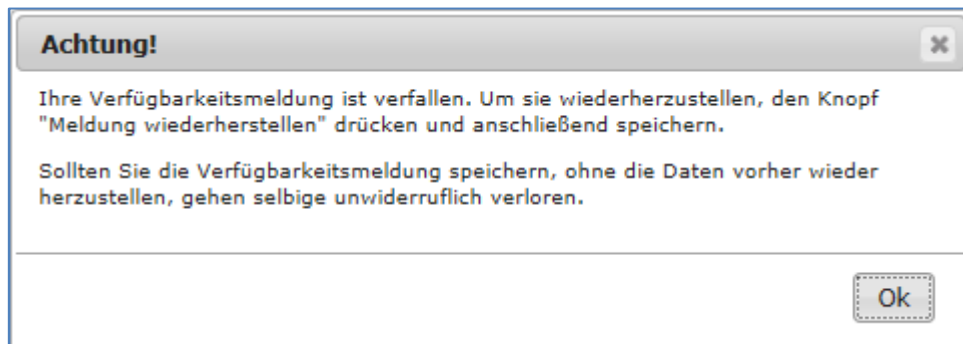 Achtung!
Ihre Verfügbarkeitsmeldung ist verfallen. Um sie wiederherzustellen, den Knopf
"Meldung wiederherstellen" drücken und anschließend speichern.
Sollten Sie die Verfügbarkeitsmeldung speichern, ohne die Daten vorher wieder
herzustellen, gehen selbige unwiderruflich verloren.
Ok